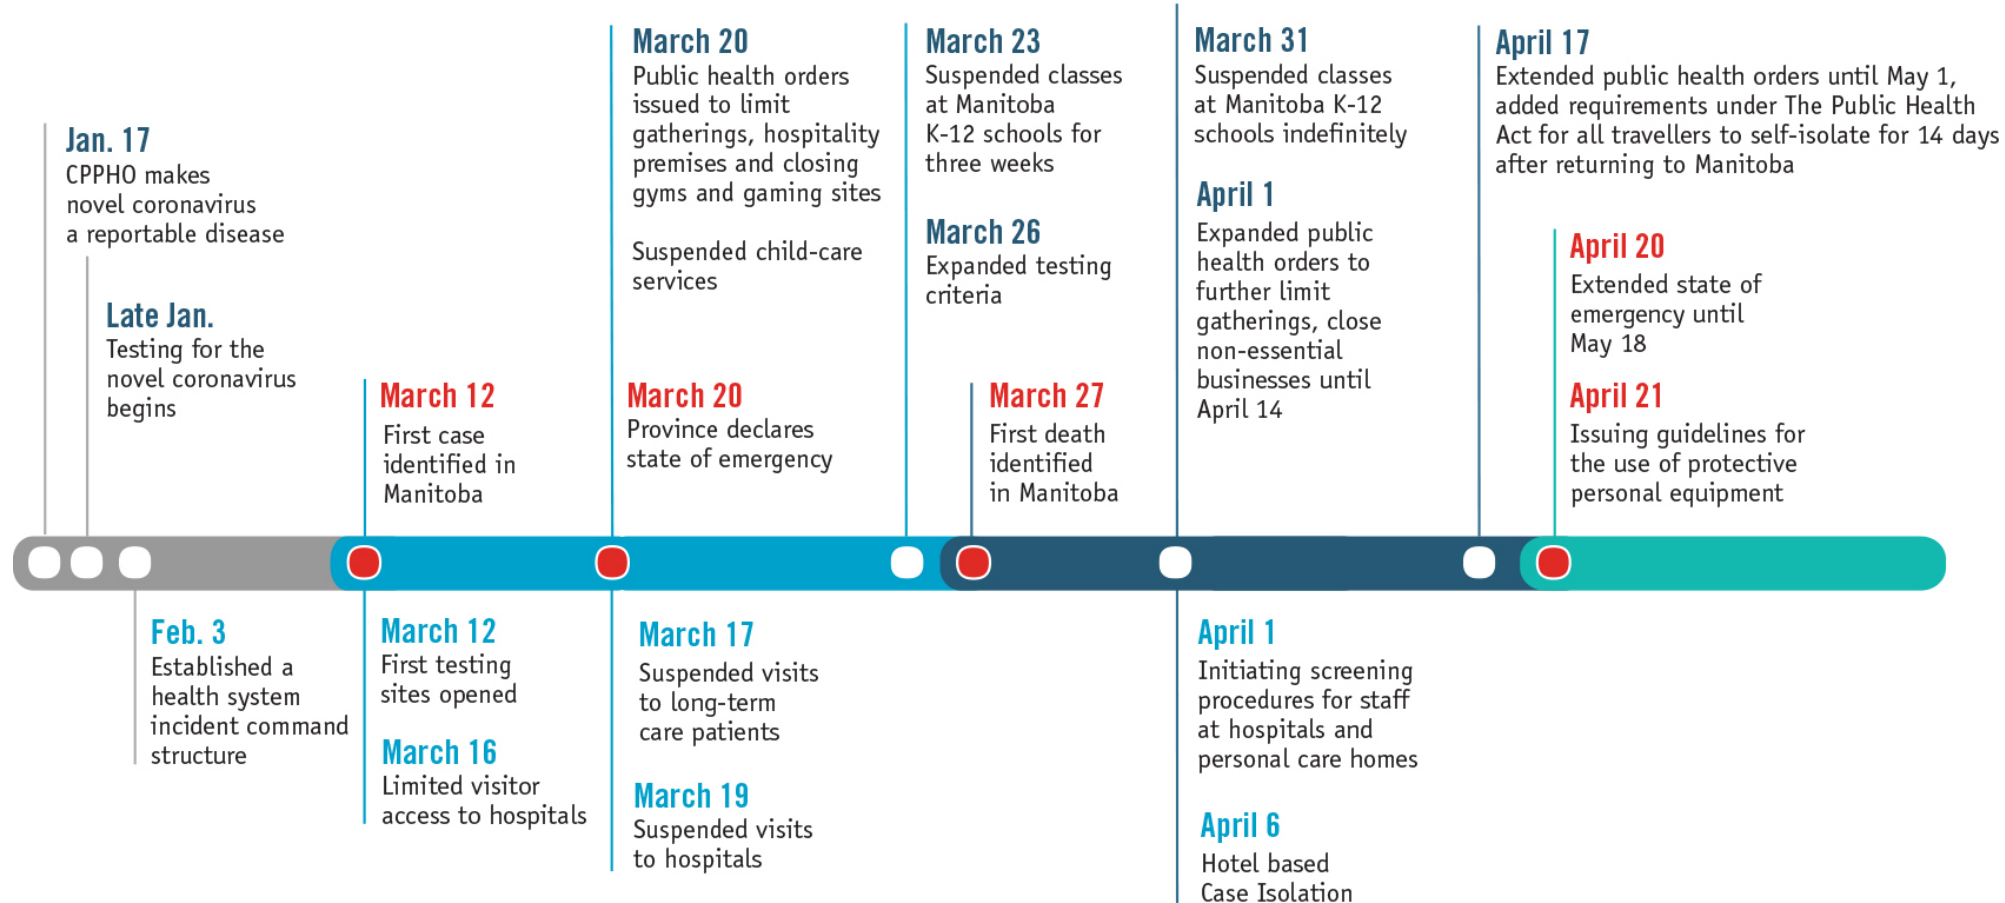 Jan. 17
CPPHO makes
novel coronavirus
a reportable disease
Late Jan.
Testing for the
novel coronavirus
begins
Feb. 3
Established a
health system
incident command
structure
March 12
First case
identified in
Manitoba
March 12
First testing
sites opened
March 16
Limited visitor
access to hospitals
March 20
Public health orders
issued to limit
gatherings, hospitality
premises and closing
gyms and gaming sites
Suspended child-care
services
March 20
Province declares
state of emergency
March 17
Suspended visits
to long-term
care patients
March 19
Suspended visits
to hospitals
March 23
Suspended classes
at Manitoba
K-12 schools for
three weeks
March 26
Expanded testing
criteria
March 27
First death
identified
in Manitoba
March 31
Suspended classes
at Manitoba K-12
schools indefinitely
April 1
Expanded public
health orders to
further limit
gatherings, close
non-essential
businesses until
April 14
April 1
Initiating screening
procedures for staff
at hospitals and
personal care homes
April 6
Hotel based
Case Isolation
April 17
Extended public health orders until May 1,
added requirements under The Public Health
Act for all travellers to self-isolate for 14 days
after returning to Manitoba
April 20
Extended state of
emergency until
May 18
April 21
Issuing guidelines for
the use of protective
personal equipment